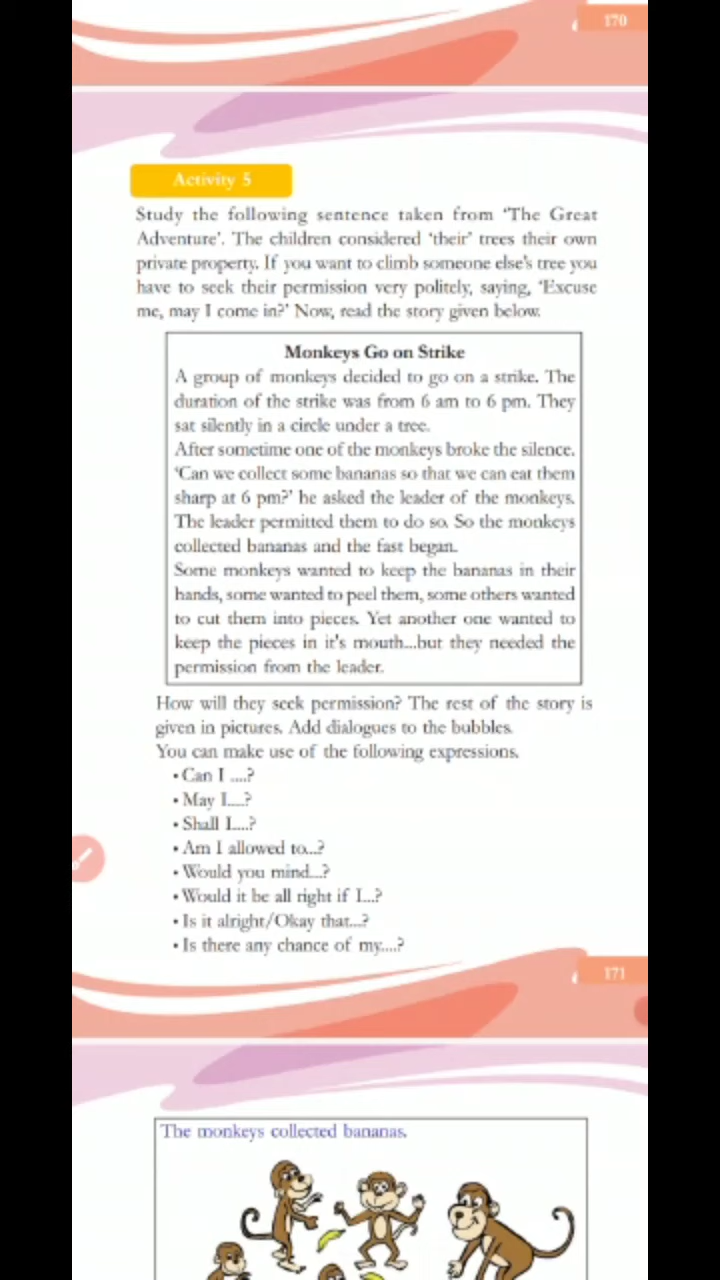 170
Activity 5
Study the following sentence taken from 'The Great
Adventure'. The children considered 'their' trees their own
private property. If you want to climb someone else's tree you
have to seek their permission very politely, saying, 'Excuse
me, may I come in?' Now, read the story given below.
Monkeys Go on Strike
A group of monkeys decided to go on a strike. The
duration of the strike was from 6 am to 6 pm. They
sat silently in a circle under a tree.
After sometime one of the monkeys broke the silence.
'Can we collect some bananas so that we can eat them
sharp at 6 pm?' he asked the leader of the monkeys.
The leader permitted them to do so. So the monkeys
collected bananas and the fast began.
Some monkeys wanted to keep the bananas in their
hands, some wanted to peel them, some others wanted
to cut them into pieces. Yet another one wanted to
keep the pieces in it's mouth...but they needed the
permission from the leader.
How will they seek permission? The rest of the story is
given in pictures. Add dialogues to the bubbles.
You can make use of the following expressions.
• Can I ....?
• May I....?
• Shall I....?
• Am I allowed to...?
• Would you mind...?
• Would it be all right if I...?
• Is it alright/Okay that...?
• Is there any chance of my....?
171
The monkeys collected bananas.